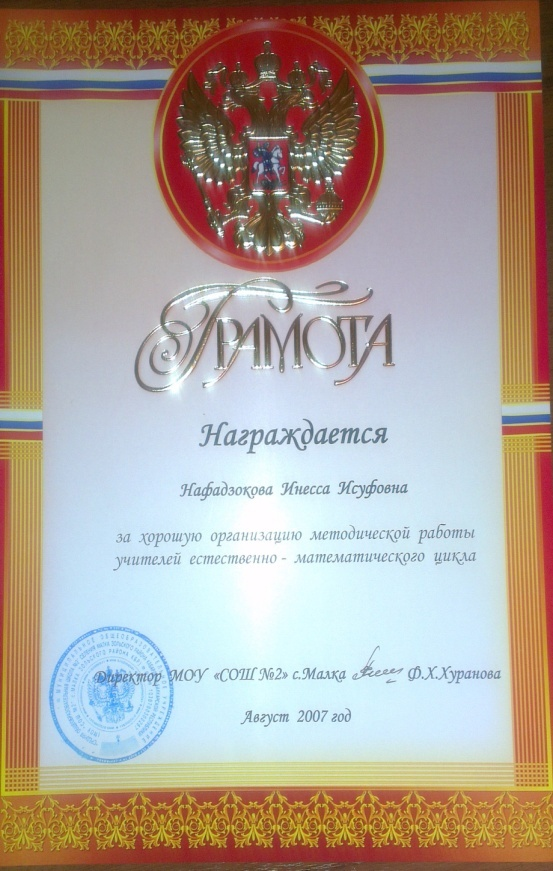 Грамота
Награждается
Нафадзокова Инесса Исуфовна
за хорошую организацию методической работы
учителей естественно - математического цикла
Директор МОУ «СОШ №2» с.Малка Ф.Х.Хуранова
Август 2007 год